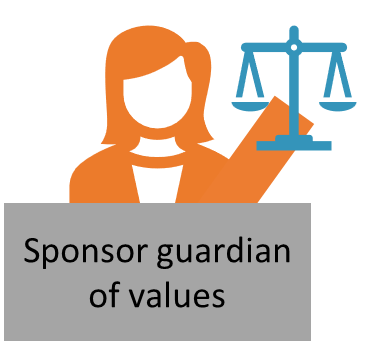 Sponsor guardian
of values